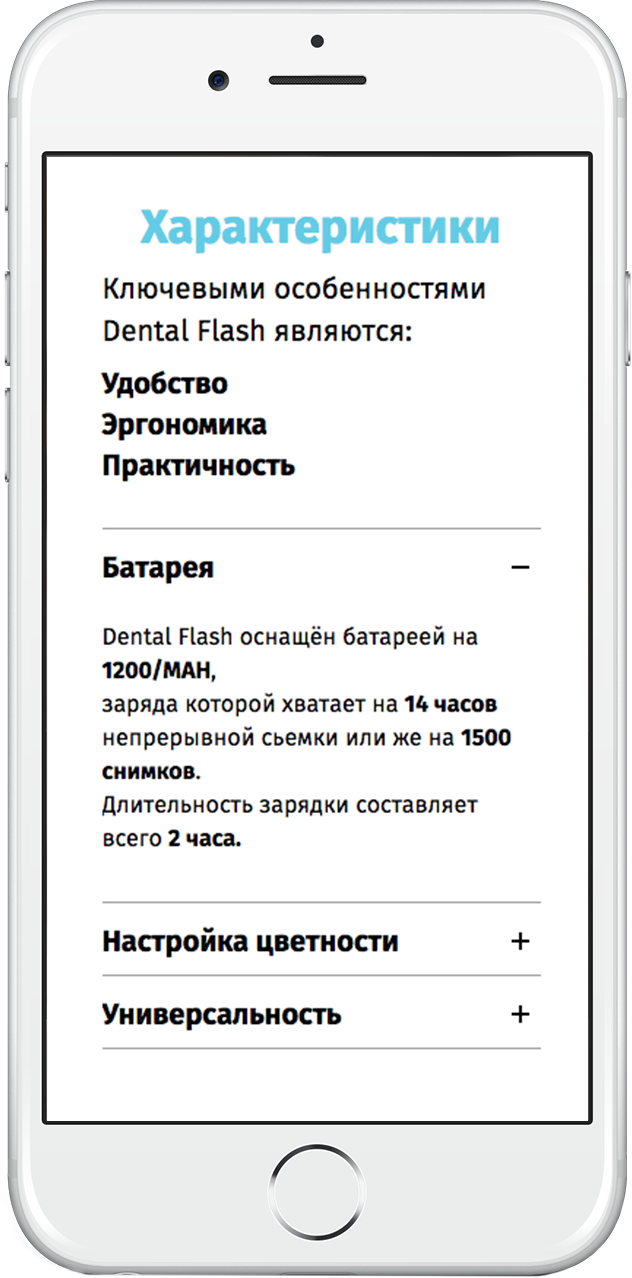 Характеристики
Ключевыми особенностями
Dental Flash являются:
Удобство
Эргономика
Практичность
Батарея −
Dental Flash оснащён батареей на
1200/МАН,
заряда которой хватает на 14 часов
непрерывной сьемки или же на 1500
снимков.
Длительность зарядки составляет
всего 2 часа.
Настройка цветности +
Универсальность +